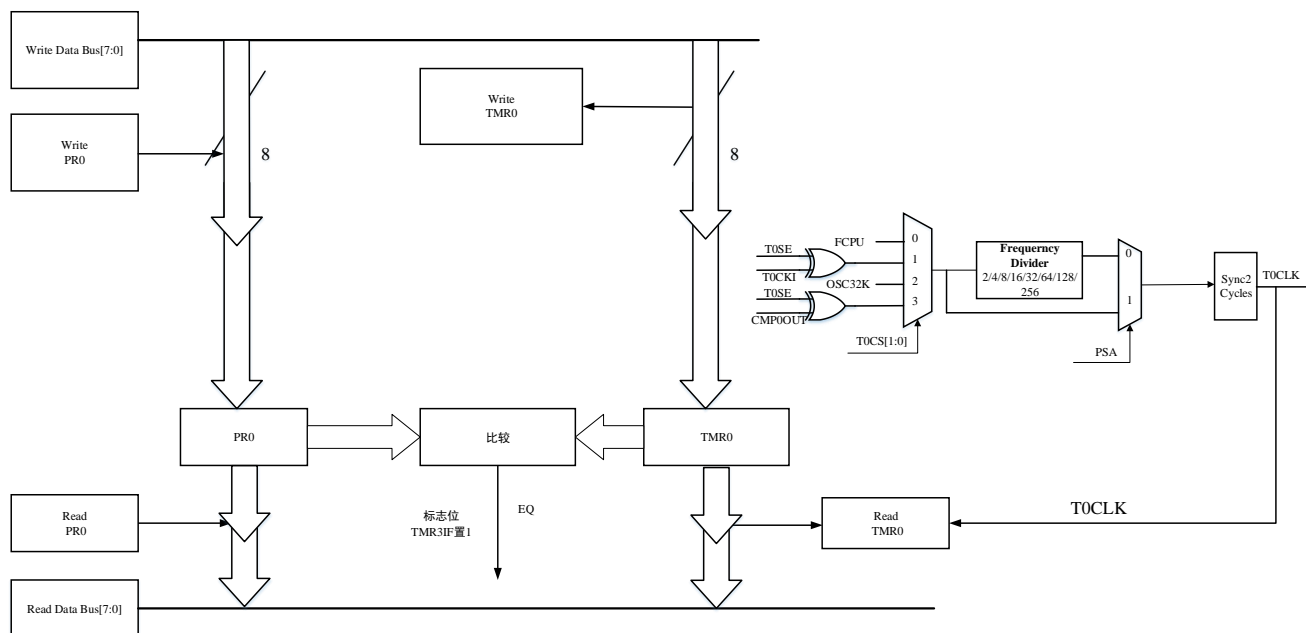 Write Data Bus[7:0]
Write
TMR0
Write
PR0
8
8
FCPU
0
T0SE
1
T0CKI
OSC32K
2
T0SE
3
CMP0OUT
T0CS[1:0]
Frequerncy
Divider
2/4/8/16/32/64/128/
256
0
1
PSA
Sync2
Cycles
T0CLK
PR0
比较
TMR0
Read
PR0
标志位
TMR3IF置1
EQ
Read
TMR0
T0CLK
Read Data Bus[7:0]